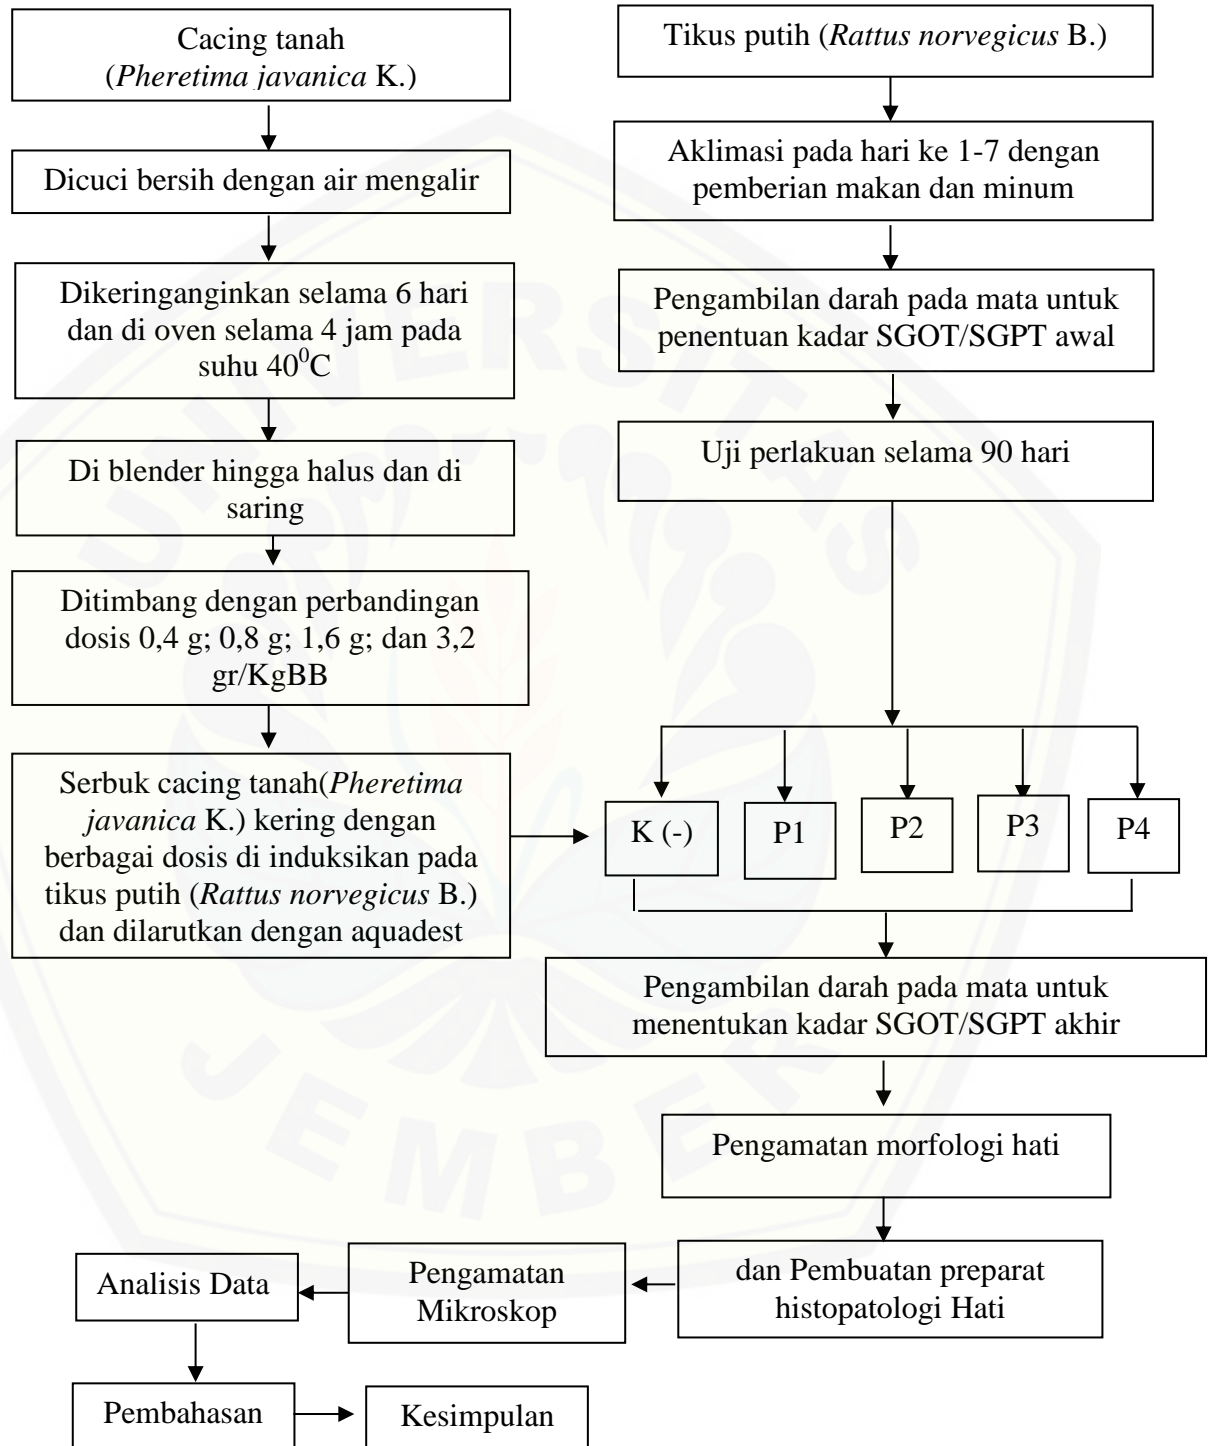 Cacing tanah
(Pheretima javanica K.)
Dicuci bersih dengan air mengalir
Dikeringanginkan selama 6 hari
dan di oven selama 4 jam pada
suhu 40⁰C
Di blender hingga halus dan di
saring
Ditimbang dengan perbandingan
dosis 0,4 g; 0,8 g; 1,6 g; dan 3,2
gr/KgBB
Serbuk cacing tanah(Pheretima
javanica K.) kering dengan
berbagai dosis di induksikan pada
tikus putih (Rattus norvegicus B.)
dan dilarutkan dengan aquadest
Tikus putih (Rattus norvegicus B.)
Aklimasi pada hari ke 1-7 dengan
pemberian makan dan minum
Pengambilan darah pada mata untuk
penentuan kadar SGOT/SGPT awal
Uji perlakuan selama 90 hari
K (-)
P1
P2
P3
P4
Pengambilan darah pada mata untuk
menentukan kadar SGOT/SGPT akhir
Pengamatan morfologi hati
dan Pembuatan preparat
histopatologi Hati
Pengamatan
Mikroskop
Analisis Data
Pembahasan
Kesimpulan
UNIVERSITAS
JEMBER